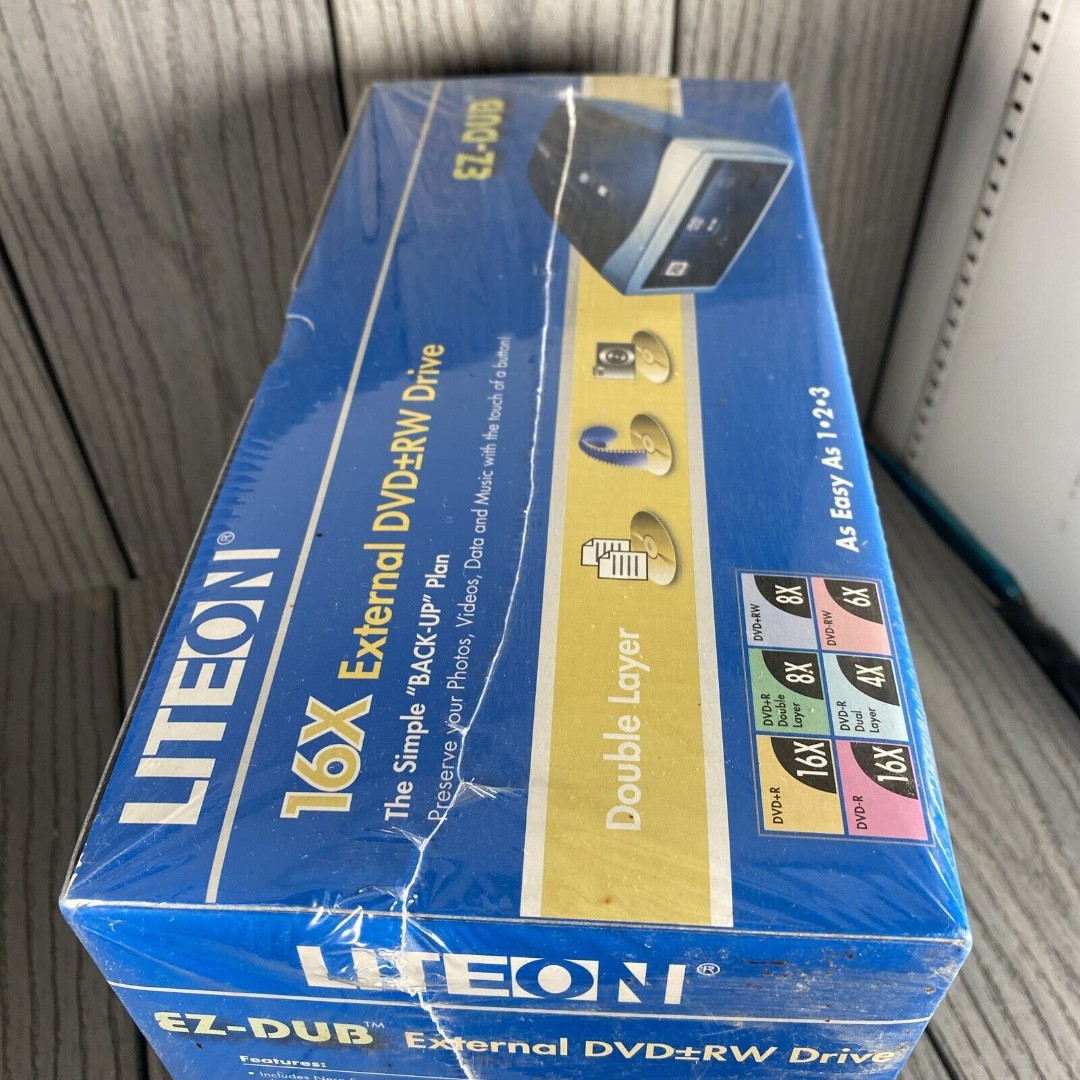 LITEON®
EZ-DUB
16X External DVD±RW Drive
The Simple "BACK-UP" Plan
Preserve your Photos, Videos, Data and Music with the touch of a button!
Double Layer
As Easy As 1•2•3
DVD+R 16X
DVD+R Double Layer 8X
DVD+RW 8X
DVD-R 16X
DVD-R Dual Layer 4X
DVD-RW 6X
LITEON®
EZ-DUB™ External DVD±RW Drive
Features:
• Includes Nero